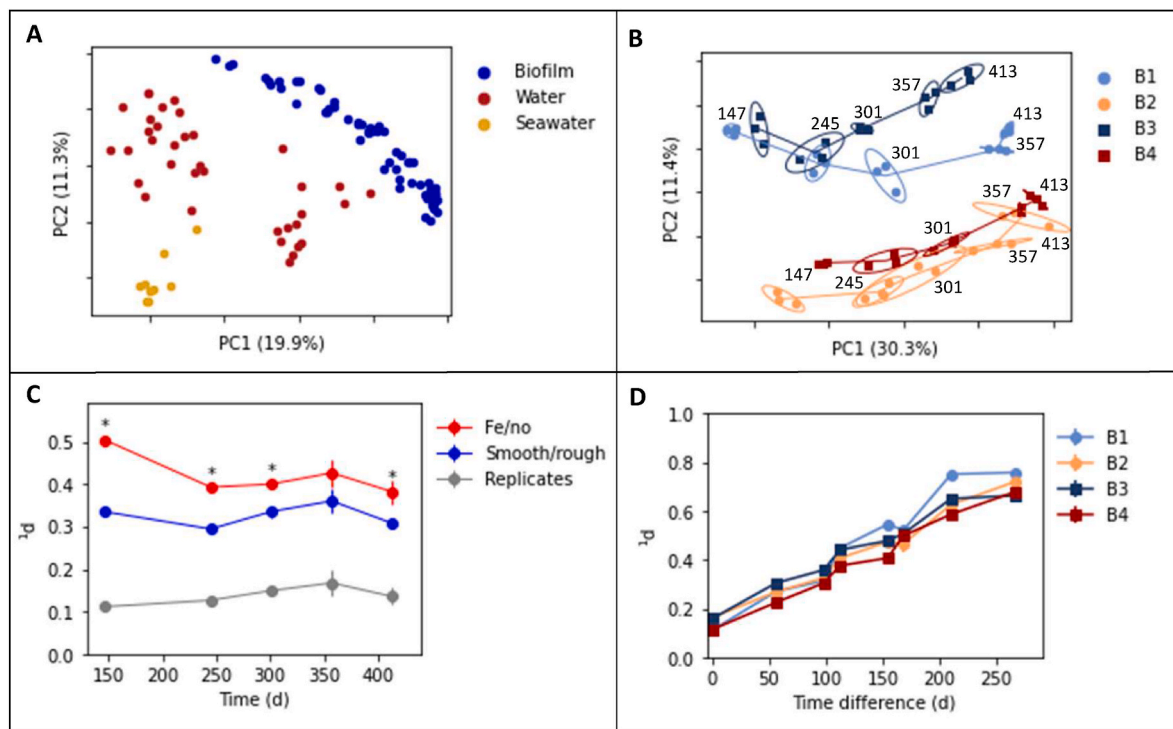 A
Biofilm
Water
Seawater
PC2 (11.3%)
PC1 (19.9%)
B
147
245
301
357
413
301
357
413
147
245
301
301
357
413
357
413
B1
B2
B3
B4
PC2 (11.4%)
PC1 (30.3%)
C
0.5
0.4
0.3
0.2
0.1
0.0
150 200 250 300 350 400
Time (d)
¹d
* * * *
Fe/no
Smooth/rough
Replicates
D
1.0
0.8
0.6
0.4
0.2
0.0
0 50 100 150 200 250
Time difference (d)
¹d
B1
B2
B3
B4